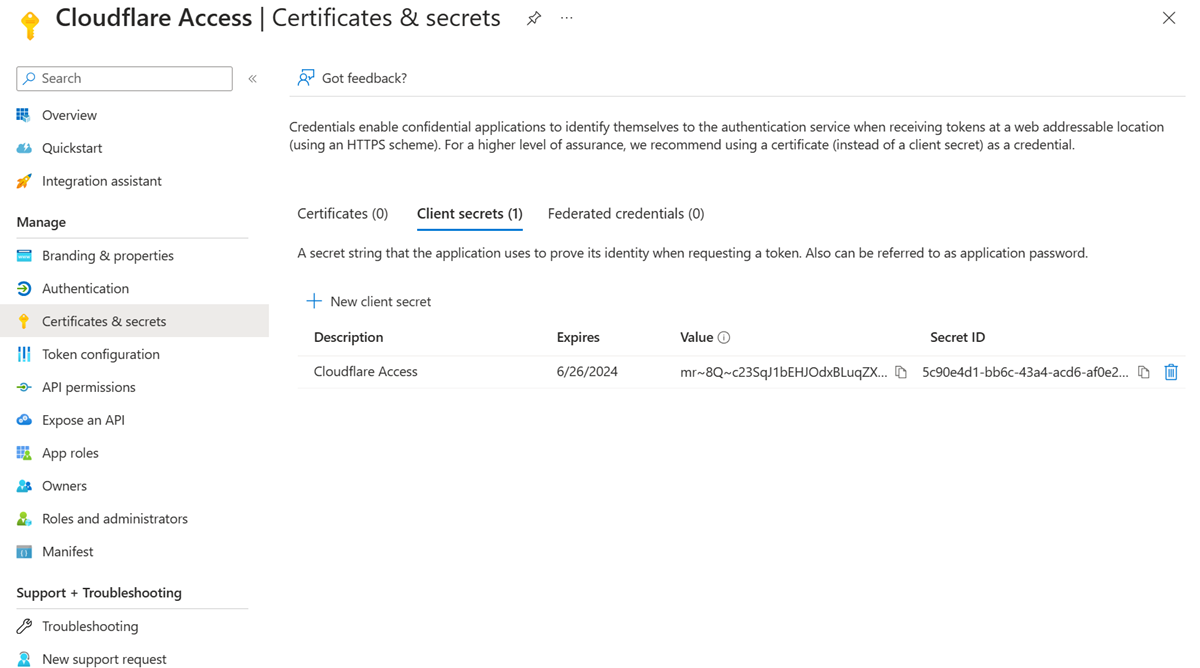 Cloudflare Access | Certificates & secrets
Search
Overview
Quickstart
Integration assistant
Manage
Branding & properties
Authentication
Certificates & secrets
Token configuration
API permissions
Expose an API
App roles
Owners
Roles and administrators
Manifest
Support + Troubleshooting
Troubleshooting
New support request
Got feedback?
Credentials enable confidential applications to identify themselves to the authentication service when receiving tokens at a web addressable location
(using an HTTPS scheme). For a higher level of assurance, we recommend using a certificate (instead of a client secret) as a credential.
Certificates (0) Client secrets (1) Federated credentials (0)
A secret string that the application uses to prove its identity when requesting a token. Also can be referred to as application password.
New client secret
Description Expires Value Secret ID
Cloudflare Access 6/26/2024 mr~8Q~c23SqJ1bEHJOdxBLuqZX... 5c90e4d1-bb6c-43a4-acd6-af0e2...